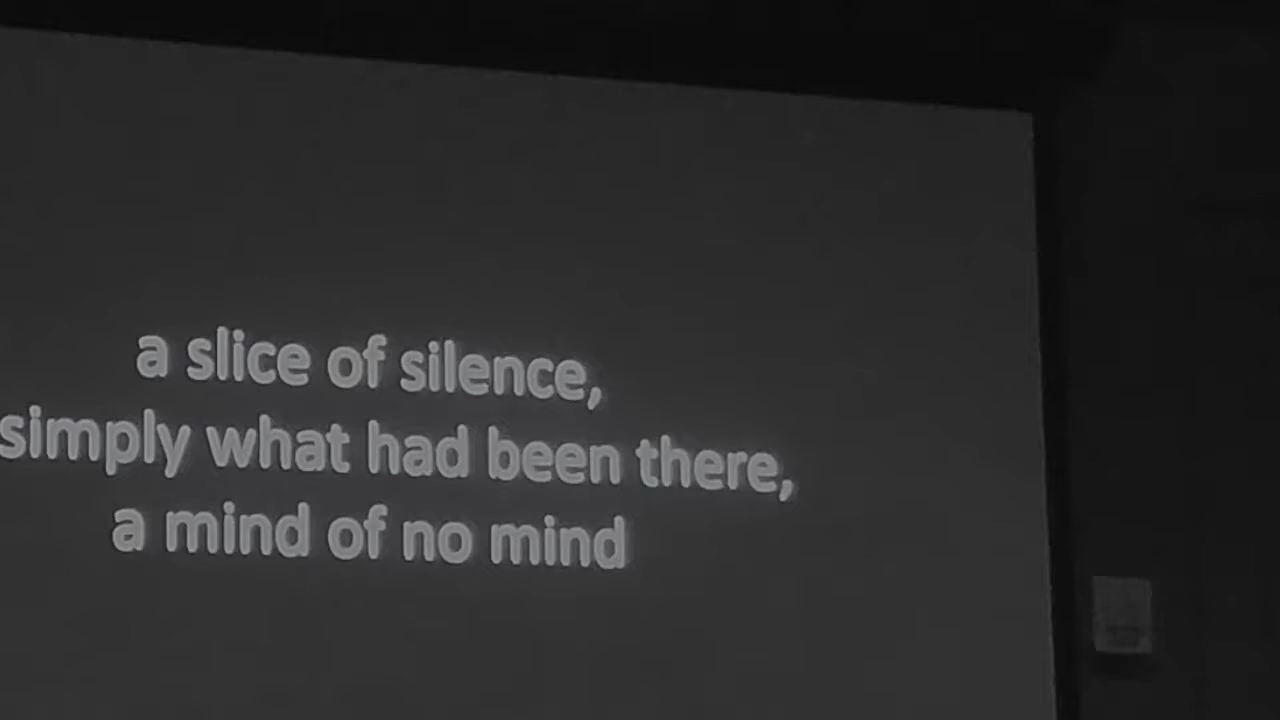 a slice of silence,
simply what had been there,
a mind of no mind